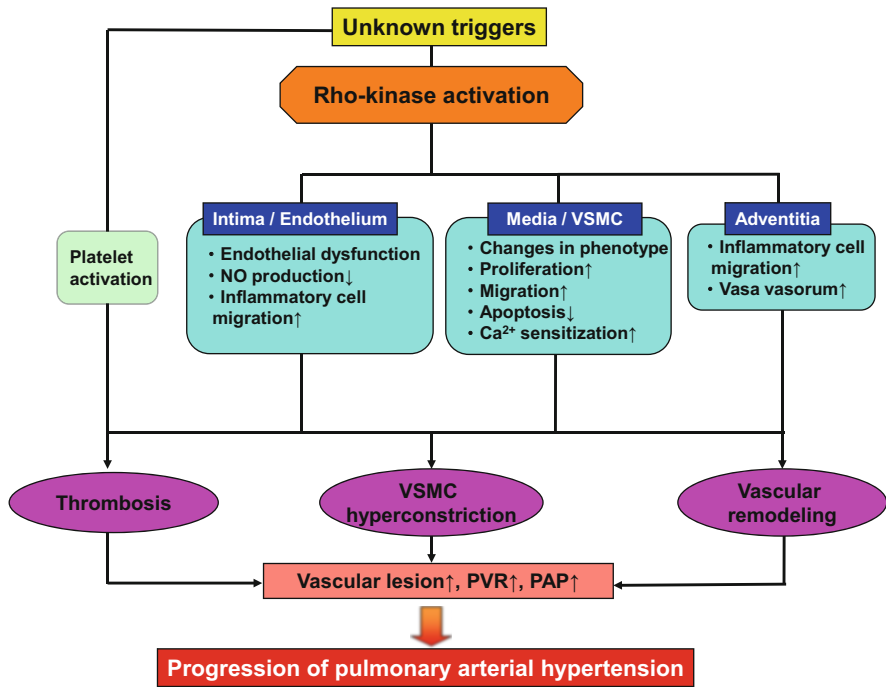 Unknown triggers
Rho-kinase activation
Platelet
activation
Intima / Endothelium
・Endothelial dysfunction
・NO production↓
・Inflammatory cell
migration↑
Media / VSMC
・Changes in phenotype
・Proliferation↑
・Migration↑
・Apoptosis↓
・Ca²⁺ sensitization↑
Adventitia
・Inflammatory cell
migration↑
・Vasa vasorum↑
Thrombosis
VSMC
hyperconstriction
Vascular
remodeling
Vascular lesion↑, PVR↑, PAP↑
Progression of pulmonary arterial hypertension